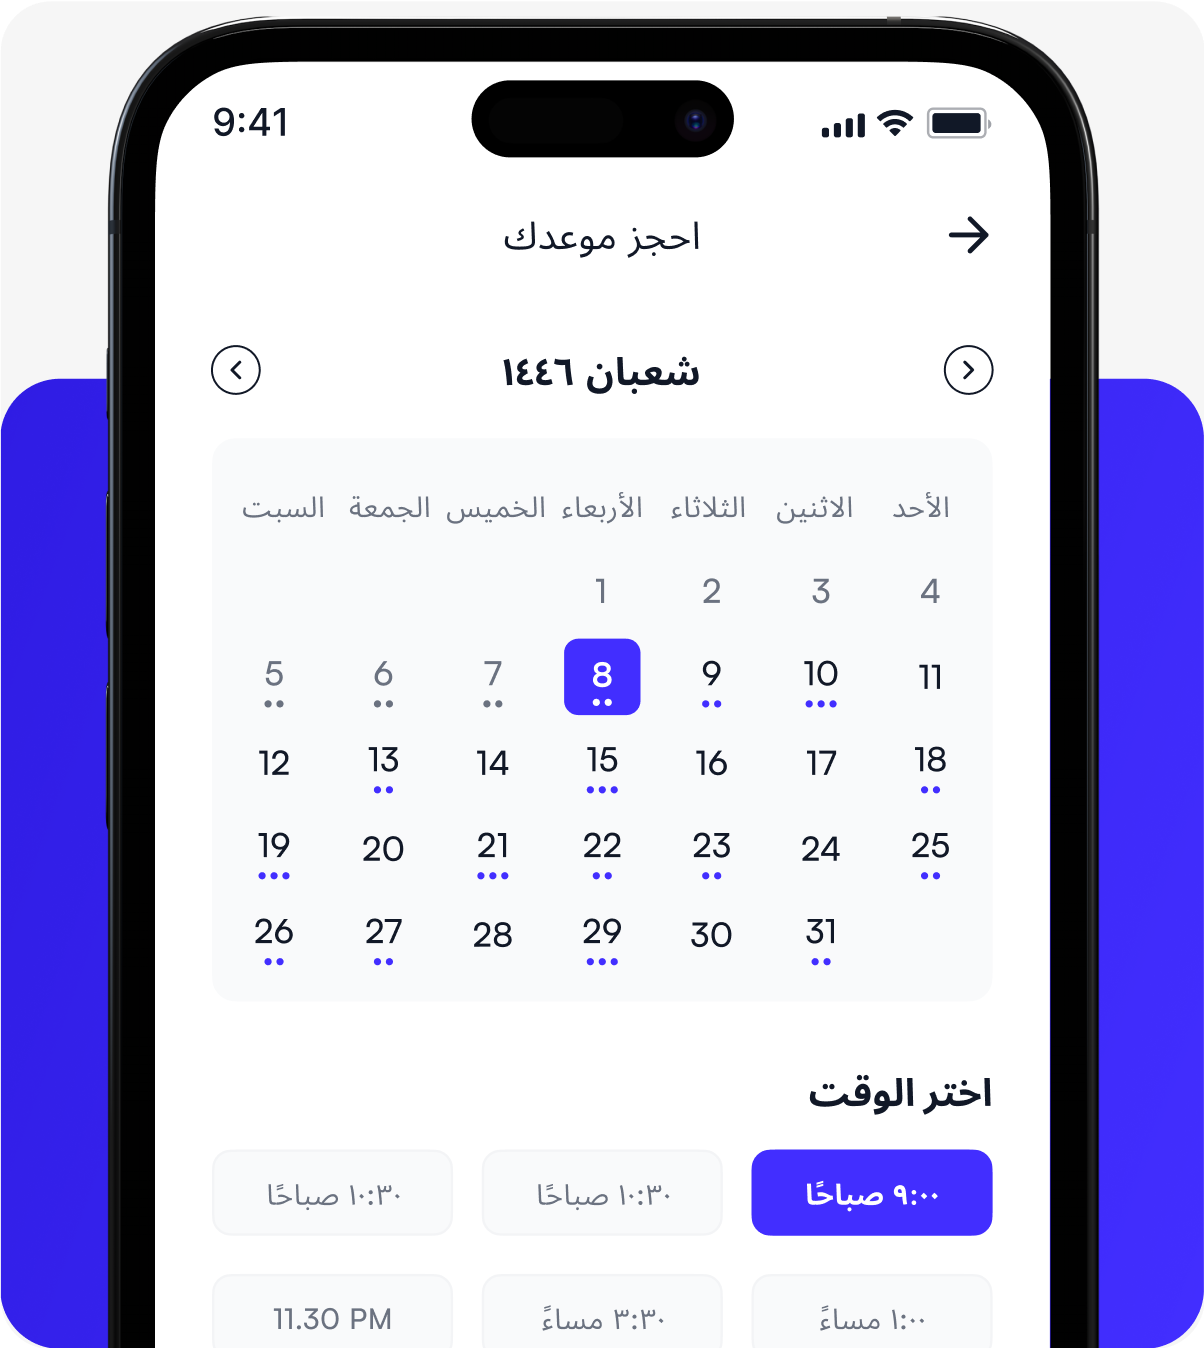 9:41
احجز موعدك
شعبان ١٤٤٦
الأحد الاثنين الثلاثاء الأربعاء الخميس الجمعة السبت
4 3 2 1
11 10 9 8 7 6 5
18 17 16 15 14 13 12
25 24 23 22 21 20 19
31 30 29 28 27 26
اختر الوقت
٩:٠٠ صباحًا ١٠:٣٠ صباحًا ١٠:٣٠ صباحًا
١:٠٠ مساءً ٣:٣٠ مساءً 11.30 PM